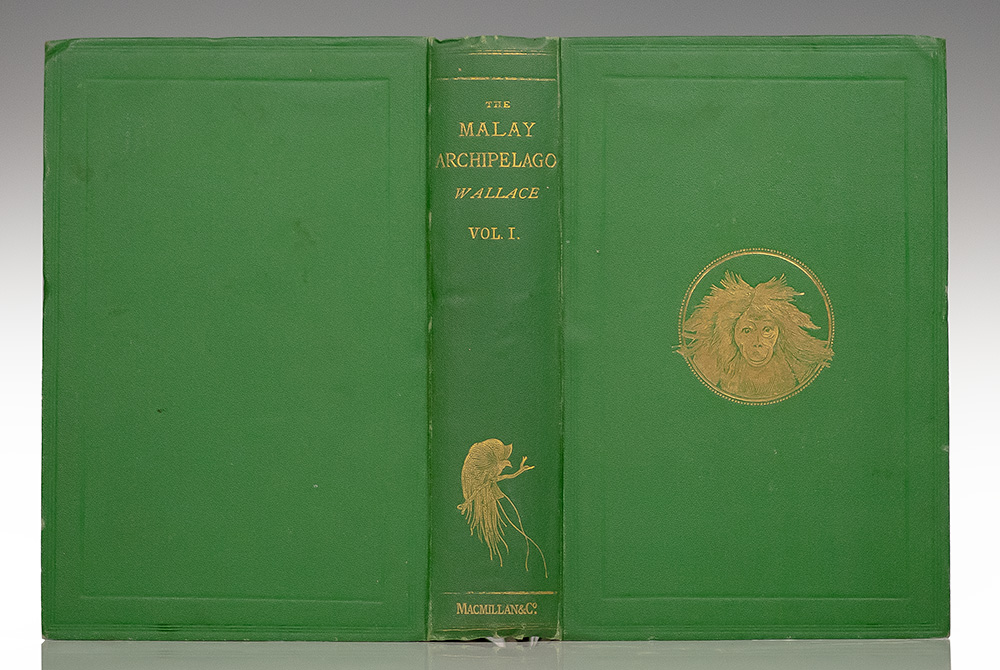 THE
MALAY
ARCHIPELAGO
WALLACE
VOL. I.
MACMILLAN & Cº.